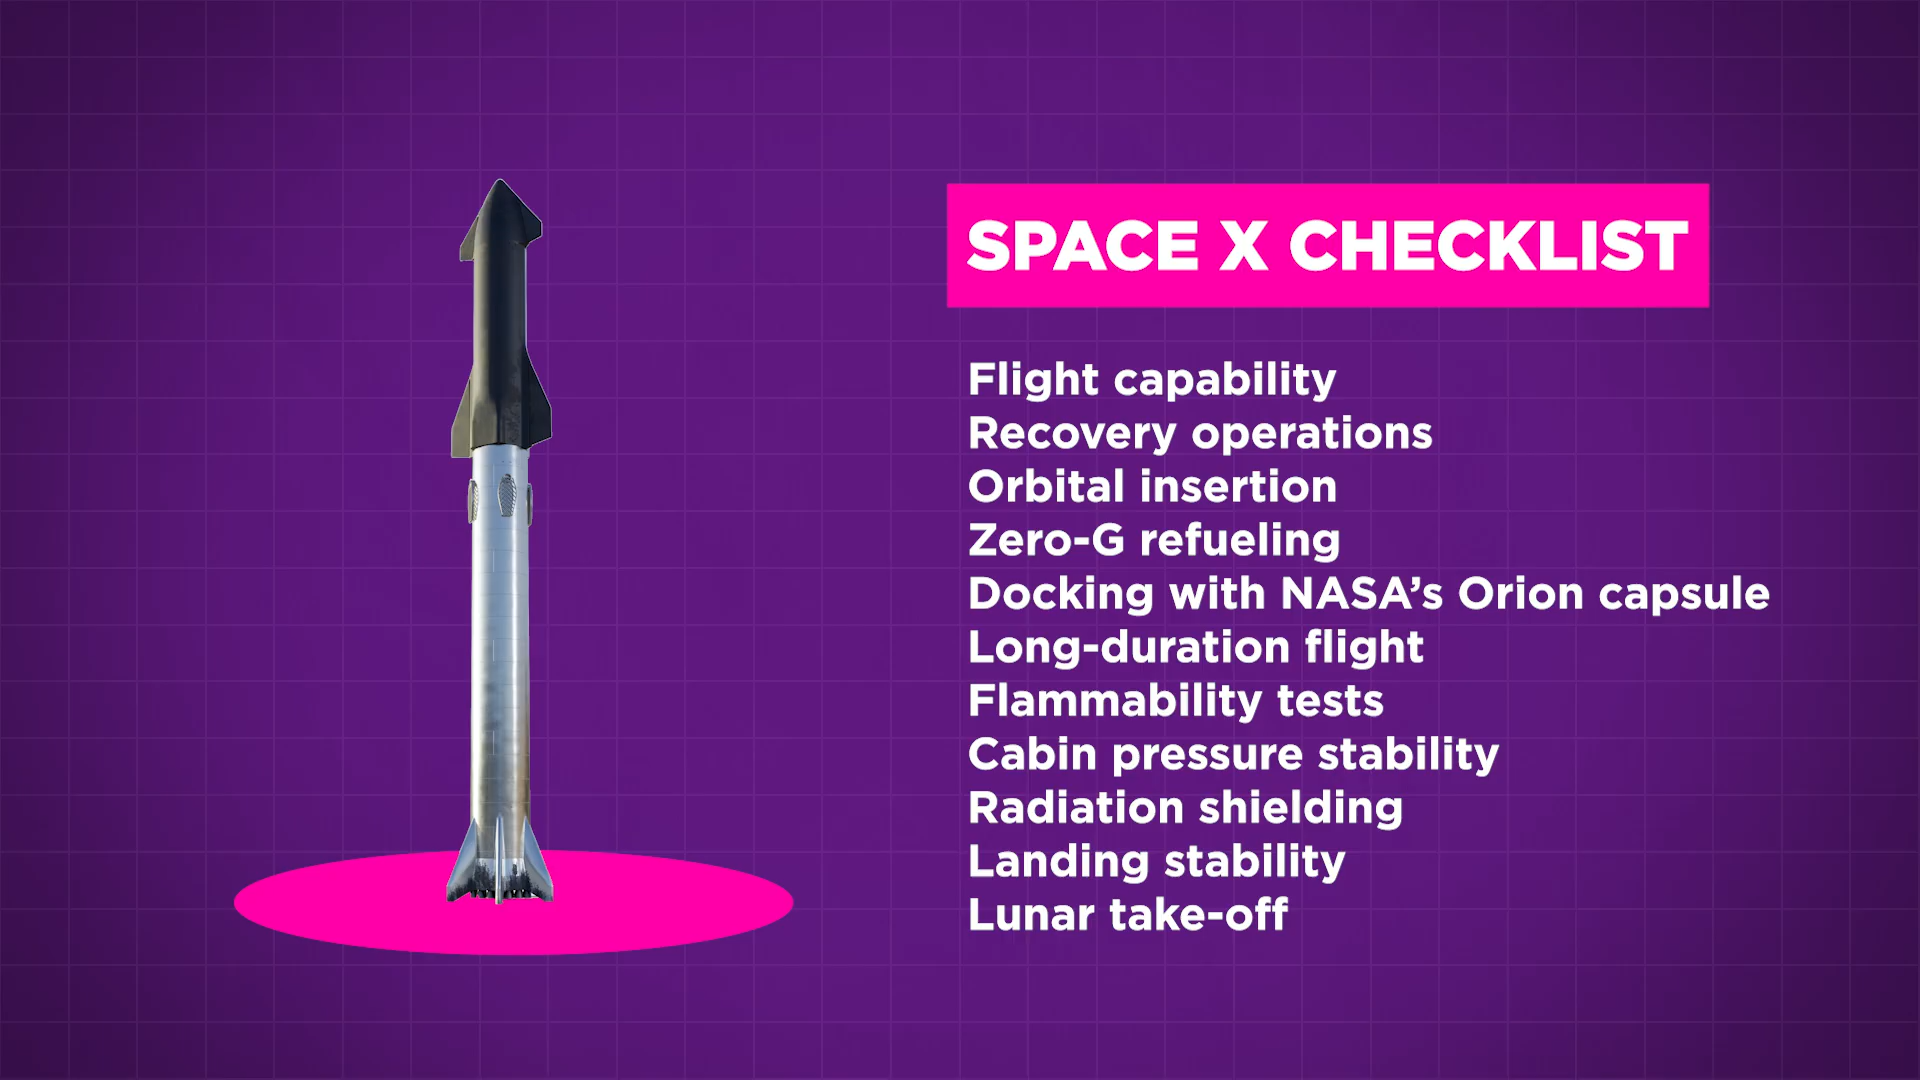 SPACE X CHECKLIST
Flight capability
Recovery operations
Orbital insertion
Zero-G refueling
Docking with NASA’s Orion capsule
Long-duration flight
Flammability tests
Cabin pressure stability
Radiation shielding
Landing stability
Lunar take-off